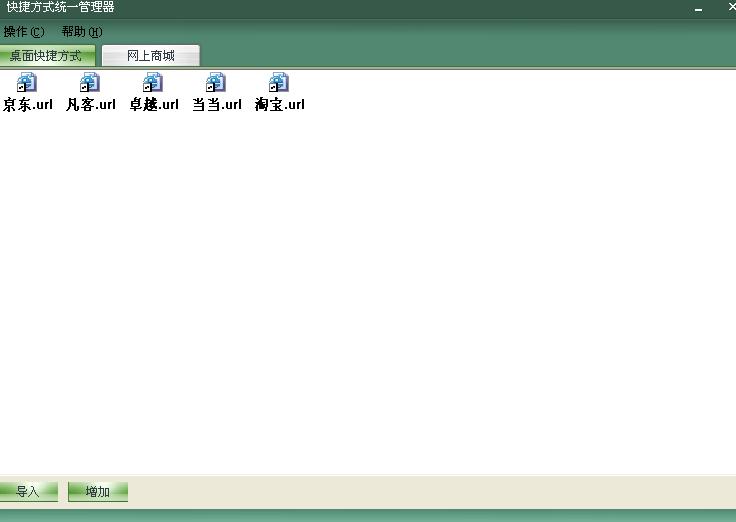 快捷方式统一管理器
操作(C) 帮助(H)
桌面快捷方式 网上商城
京东.url 凡客.url 卓越.url 当当.url 淘宝.url
导入 增加